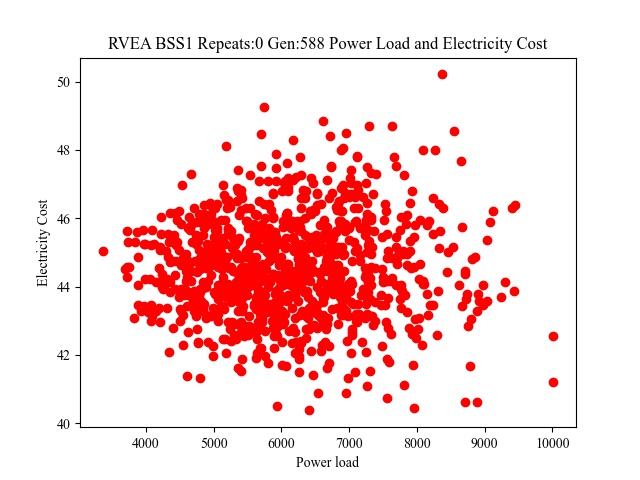 RVEA BSS1 Repeats:0 Gen:588 Power Load and Electricity Cost
50
48
46
44
42
40
Electricity Cost
4000 5000 6000 7000 8000 9000 10000
Power load